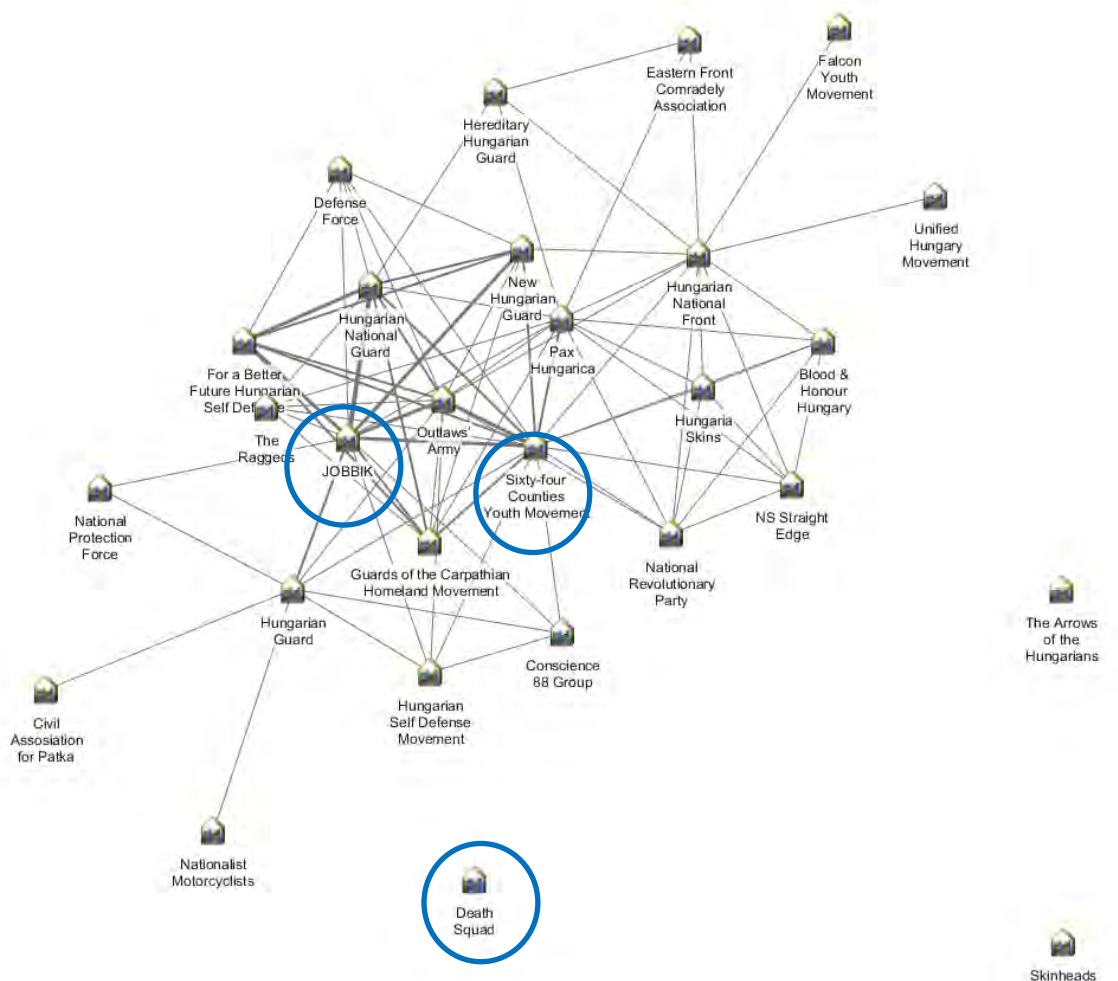 Eastern Front
Comradely
Association
Falcon
Youth
Movement
Hereditary
Hungarian
Guard
Defense
Force
Unified
Hungary
Movement
New
Hungarian
Guard
Hungarian
National
Front
Hungarian
National
Guard
Pax
Hungarica
For a Better
Future Hungarian
Self Defense
Blood &
Honour
Hungary
Outlaws'
Army
Hungaria
Skins
The
Raggeds
JOBBIK
Sixty-four
Counties
Youth Movement
NS Straight
Edge
National
Protection
Force
Guards of the Carpathian
Homeland Movement
National
Revolutionary
Party
Hungarian
Guard
The Arrows
of the
Hungarians
Conscience
88 Group
Hungarian
Self Defense
Movement
Civil
Assosiation
for Patka
Nationalist
Motorcyclists
Death
Squad
Skinheads